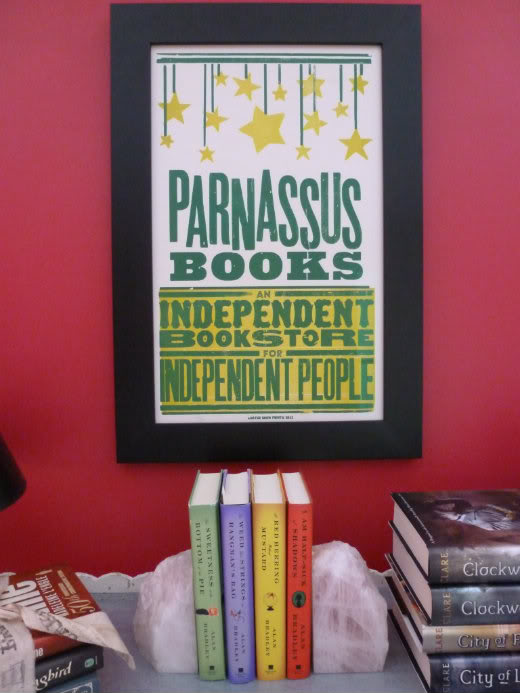 PARNASSUS
BOOKS
AN
INDEPENDENT
BOOKSTORE
FOR
INDEPENDENT PEOPLE
THE SWEETNESS AT THE
BOTTOM OF THE PIE
ALAN
BRADLEY
THE WEED THAT STRINGS THE
HANGMAN'S BAG
ALAN
BRADLEY
A RED HERRING
WITHOUT
MUSTARD
ALAN
BRADLEY
I AM HALF-SICK
OF SHADOWS
ALAN BRADLEY
CLARE
Clockw
CLARE
Clockw
CLARE
City of
City of L